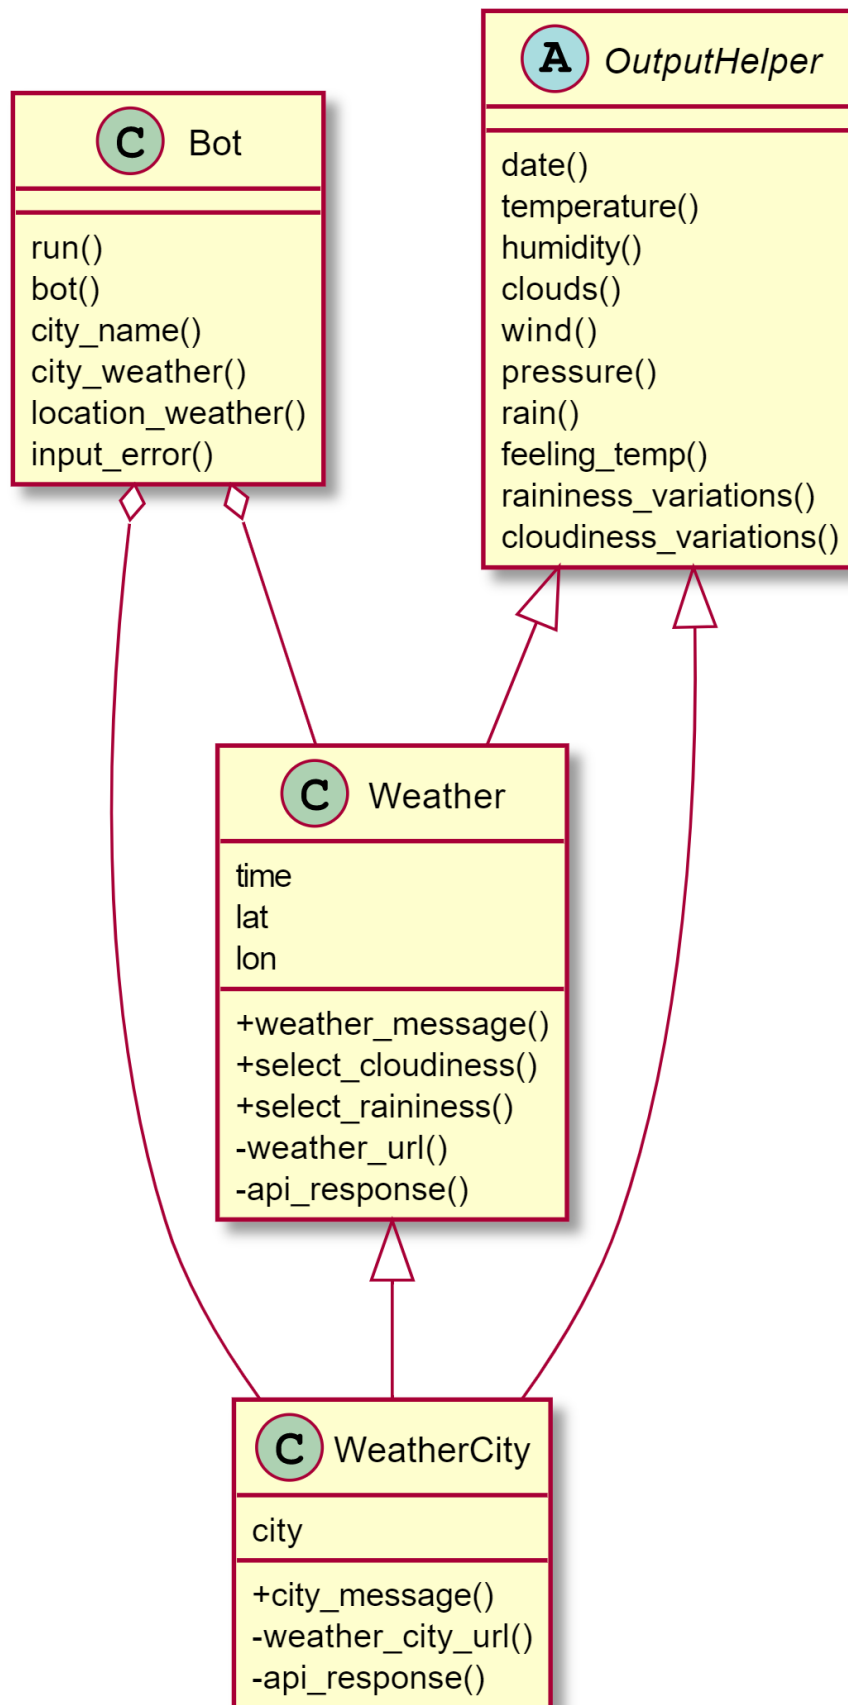 C Bot
run()
bot()
city_name()
city_weather()
location_weather()
input_error()
A OutputHelper
date()
temperature()
humidity()
clouds()
wind()
pressure()
rain()
feeling_temp()
raininess_variations()
cloudiness_variations()
C Weather
time
lat
lon
+weather_message()
+select_cloudiness()
+select_raininess()
-weather_url()
-api_response()
C WeatherCity
city
+city_message()
-weather_city_url()
-api_response()